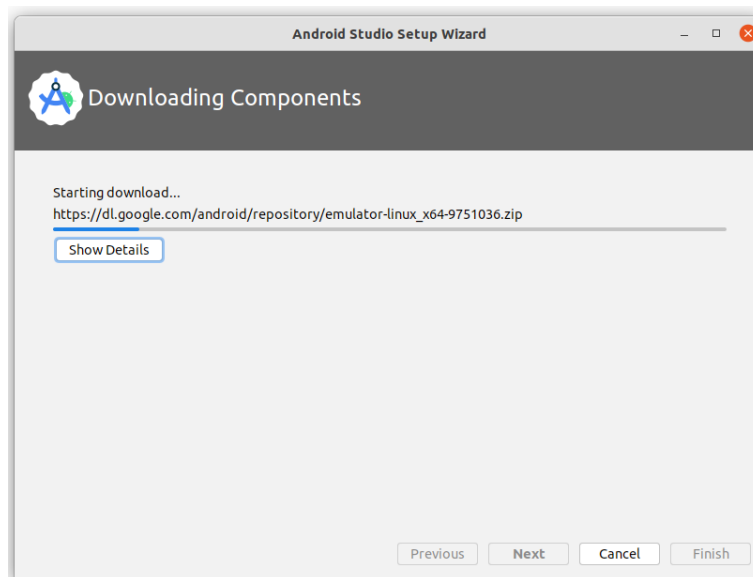 Android Studio Setup Wizard
Downloading Components
Starting download...
https://dl.google.com/android/repository/emulator-linux_x64-9751036.zip
Show Details
Previous Next Cancel Finish